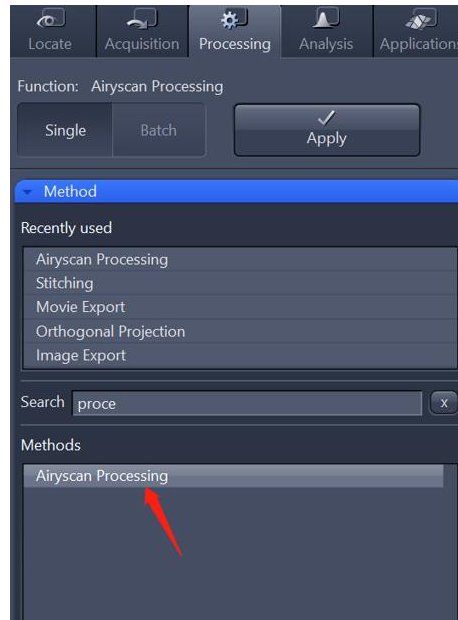 Locate Acquisition Processing Analysis Applications
Function: Airyscan Processing
Single Batch Apply
Method
Recently used
Airyscan Processing
Stitching
Movie Export
Orthogonal Projection
Image Export
Search proce x
Methods
Airyscan Processing